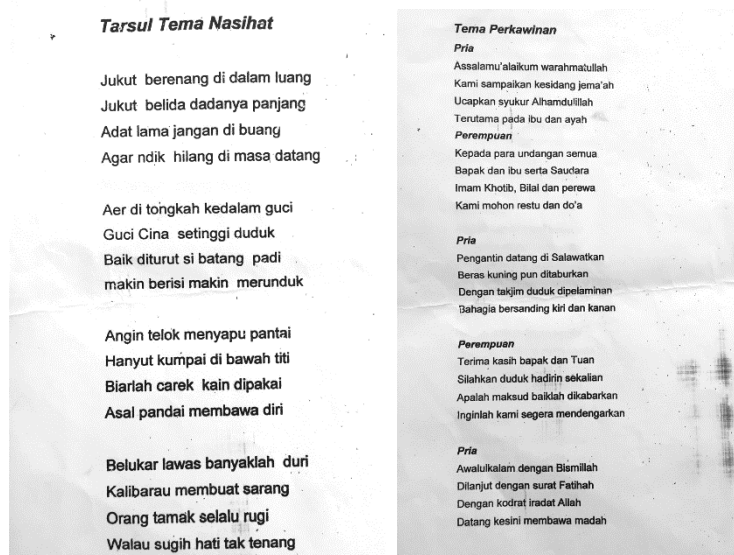 Tarsul Tema Nasihat
Jukut berenang di dalam luang
Jukut belida dadanya panjang
Adat lama jangan di buang
Agar ndik hilang di masa datang
Aer di tongkah kedalam guci
Guci Cina setinggi duduk
Baik diturut si batang padi
makin berisi makin merunduk
Angin telok menyapu pantai
Hanyut kumpai di bawah titi
Biarlah carek kain dipakai
Asal pandai membawa diri
Belukar lawas banyaklah duri
Kalibarau membuat sarang
Orang tamak selalu rugi
Walau sugih hati tak tenang
Tema Perkawinan
Pria
Assalamu'alaikum warahmatullah
Kami sampaikan kesidang jema'ah
Ucapkan syukur Alhamdulillah
Terutama pada ibu dan ayah
Perempuan
Kepada para undangan semua
Bapak dan ibu serta Saudara
Imam Khotib, Bilal dan perewa
Kami mohon restu dan do'a
Pria
Pengantin datang di Salawatkan
Beras kuning pun ditaburkan
Dengan takjim duduk dipelaminan
Bahagia bersanding kiri dan kanan
Perempuan
Terima kasih bapak dan Tuan
Silahkan duduk hadirin sekalian
Apalah maksud baiklah dikabarkan
Inginlah kami segera mendengarkan
Pria
Awalulkalam dengan Bismillah
Dilanjut dengan surat Fatihah
Dengan kodrat iradat Allah
Datang kesini membawa madah